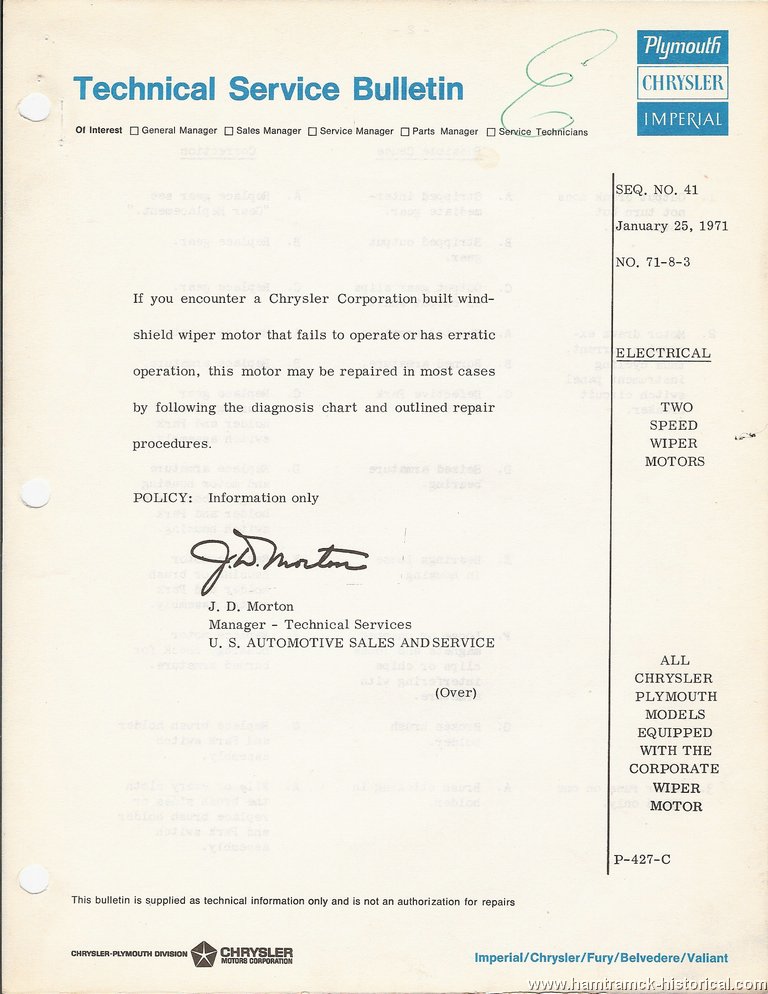 Plymouth
CHRYSLER
IMPERIAL
Technical Service Bulletin
Of Interest □ General Manager □ Sales Manager □ Service Manager □ Parts Manager □ Service Technicians
SEQ. NO. 41
January 25, 1971
NO. 71-8-3
If you encounter a Chrysler Corporation built wind-
shield wiper motor that fails to operate or has erratic
operation, this motor may be repaired in most cases
by following the diagnosis chart and outlined repair
procedures.
POLICY: Information only
J. D. Morton
J. D. Morton
Manager - Technical Services
U. S. AUTOMOTIVE SALES AND SERVICE
(Over)
ELECTRICAL
TWO
SPEED
WIPER
MOTORS
ALL
CHRYSLER
PLYMOUTH
MODELS
EQUIPPED
WITH THE
CORPORATE
WIPER
MOTOR
P-427-C
This bulletin is supplied as technical information only and is not an authorization for repairs
CHRYSLER-PLYMOUTH DIVISION CHRYSLER
MOTORS CORPORATION
Imperial/Chrysler/Fury/Belvedere/Valiant
www.hamtramck-historical.com